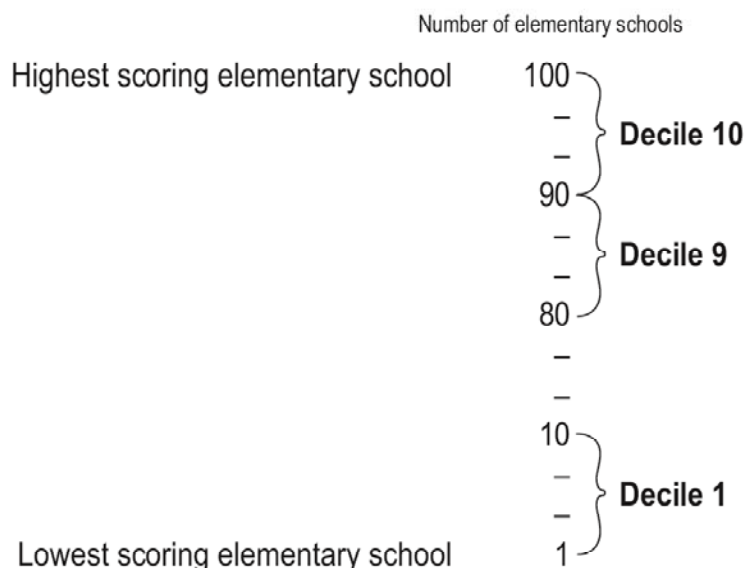 Number of elementary schools
Highest scoring elementary school 100
–
Decile 10
–
90
–
Decile 9
–
80
–
–
10
–
Decile 1
–
Lowest scoring elementary school 1